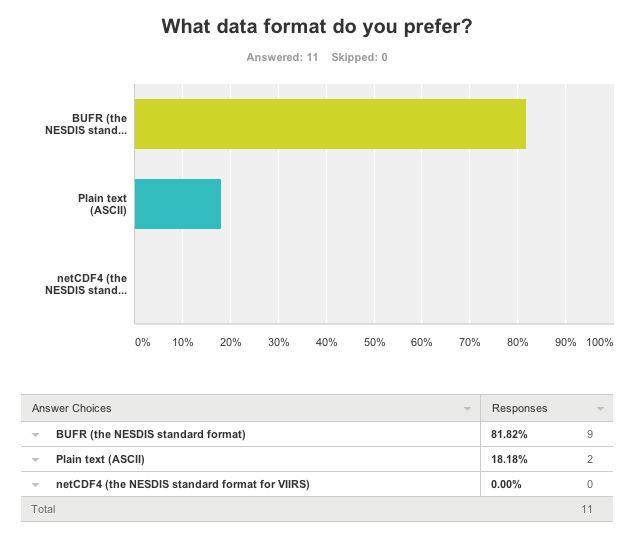 What data format do you prefer?
Answered: 11 Skipped: 0
BUFR (the
NESDIS stand...
Plain text
(ASCII)
netCDF4 (the
NESDIS stand...
0% 10% 20% 30% 40% 50% 60% 70% 80% 90% 100%
Answer Choices Responses
BUFR (the NESDIS standard format) 81.82% 9
Plain text (ASCII) 18.18% 2
netCDF4 (the NESDIS standard format for VIIRS) 0.00% 0
Total 11